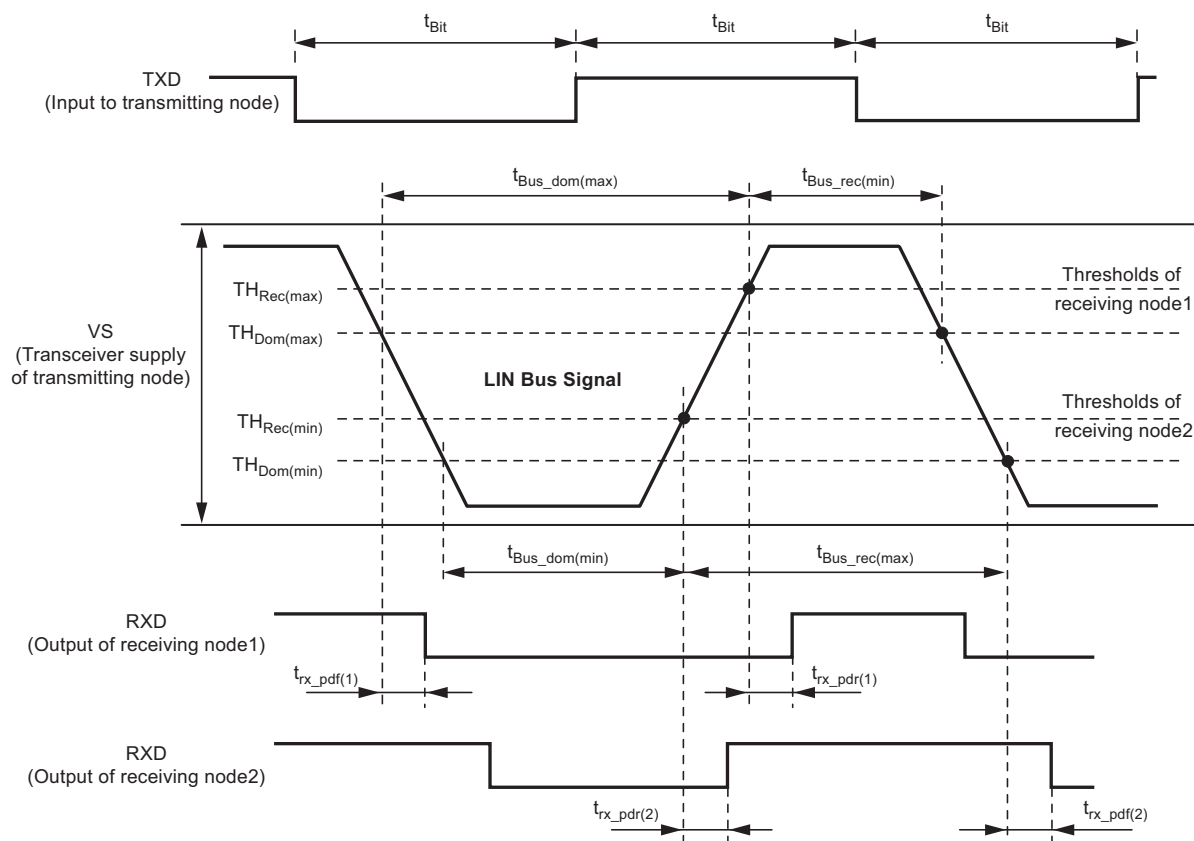 tBit tBit tBit
TXD
(Input to transmitting node)
tBus_dom(max) tBus_rec(min)
THRec(max)
THDom(max)
Thresholds of
receiving node1
VS
(Transceiver supply
of transmitting node)
LIN Bus Signal
THRec(min)
THDom(min)
Thresholds of
receiving node2
tBus_dom(min) tBus_rec(max)
RXD
(Output of receiving node1)
trx_pdf(1) trx_pdr(1)
RXD
(Output of receiving node2)
trx_pdr(2) trx_pdf(2)